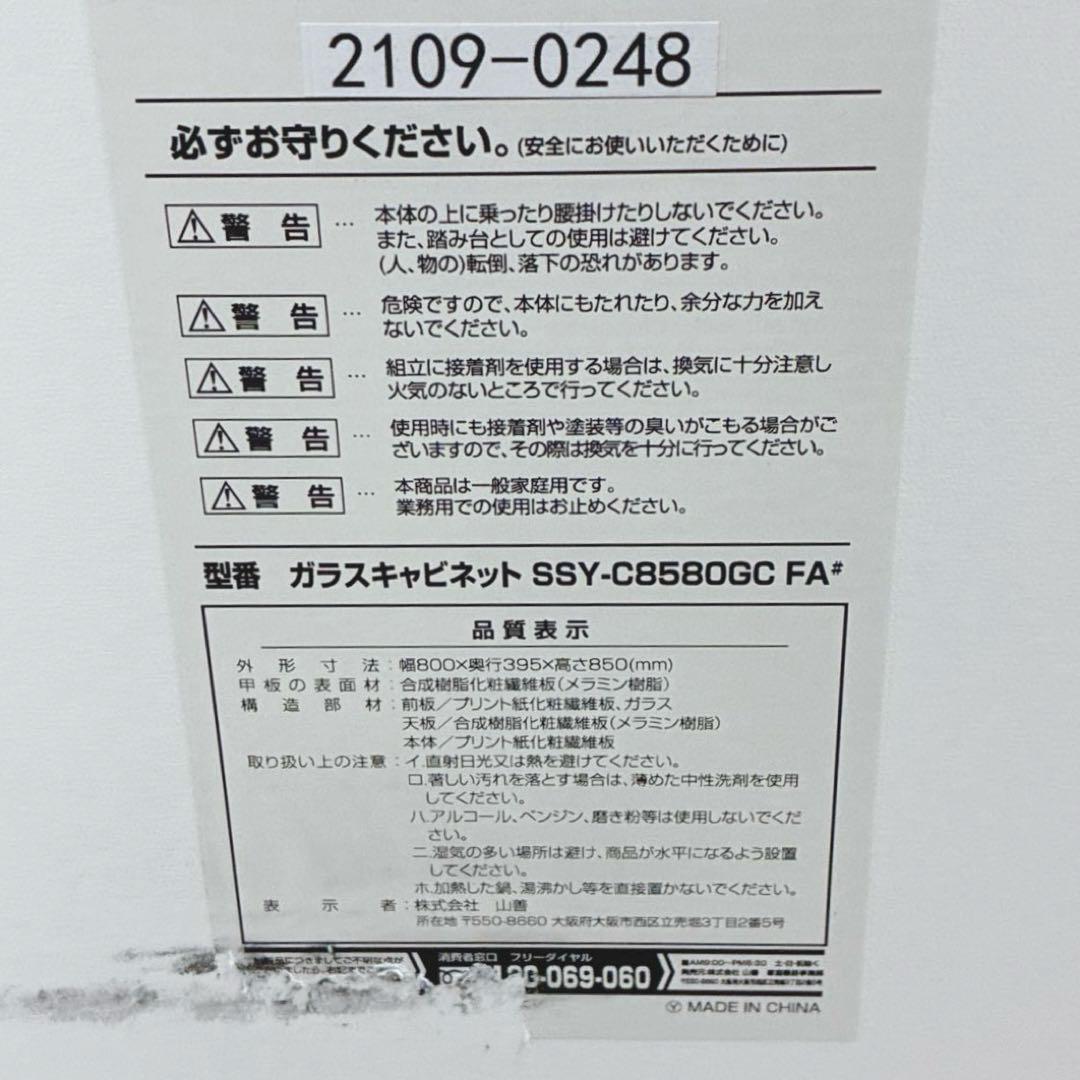 2109-0248
必ずお守りください。(安全にお使いいただくために)
⚠警 告 … 本体の上に乗ったり腰掛けたりしないでください。
また、踏み台としての使用は避けてください。
(人、物の)転倒、落下の恐れがあります。
⚠警 告 … 危険ですので、本体にもたれたり、余分な力を加え
ないでください。
⚠警 告 … 組立に接着剤を使用する場合は、換気に十分注意し
火気のないところで行ってください。
⚠警 告 … 使用時にも接着剤や塗装等の臭いがこもる場合がご
ざいますので、その際は換気を十分に行ってください。
⚠警 告 … 本商品は一般家庭用です。
業務用での使用はお止めください。
型番 ガラスキャビネット SSY-C8580GC FA#
品質表示
外形寸法:幅800×奥行395×高さ850(mm)
甲板の表面材:合成樹脂化粧繊維板(メラミン樹脂)
構造部材:前板/プリント紙化粧繊維板、ガラス
天板/合成樹脂化粧繊維板(メラミン樹脂)
本体/プリント紙化粧繊維板
取り扱い上の注意:イ.直射日光又は熱を避けてください。
ロ.著しい汚れを落とす場合は、薄めた中性洗剤を使用
してください。
ハ.アルコール、ベンジン、磨き粉等は使用しないでくだ
さい。
ニ.湿気の多い場所は避け、商品が水平になるよう設置
してください。
ホ.加熱した鍋、湯沸かし等を直接置かないでください。
表示者:株式会社 山善
所在地 〒550-8660 大阪府大阪市西区立売堀3丁目2番5号
消費者窓口 フリーダイヤル
-069-060
MADE IN CHINA